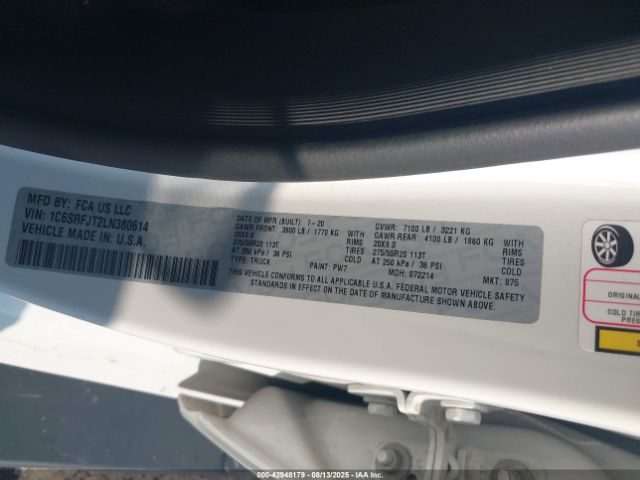 MFD BY: FCA US LLC
VIN: 1C6SRFJT2LN380614
VEHICLE MADE IN: U.S.A.
DATE OF MFR (BUILT): 7-20
GAWR FRONT: 3900 LB / 1770 KG WITH
20X9.0 RIMS
275/55R20 113T TIRES
AT 250 kPa / 36 PSI COLD
TYPE: TRUCK PAINT: PW7
GVWR: 7100 LB / 3221 KG
GAWR REAR: 4100 LB / 1860 KG WITH
20X9.0 RIMS
275/55R20 113T TIRES
AT 250 kPa / 36 PSI COLD
MDH: 072214 MKT: 875
THIS VEHICLE CONFORMS TO ALL APPLICABLE U.S.A. FEDERAL MOTOR VEHICLE SAFETY
STANDARDS IN EFFECT ON THE DATE OF MANUFACTURE SHOWN ABOVE.
ORIGINAL
COLD TIR
PRES
000-42948179 - 08/13/2025 - IAAI.com